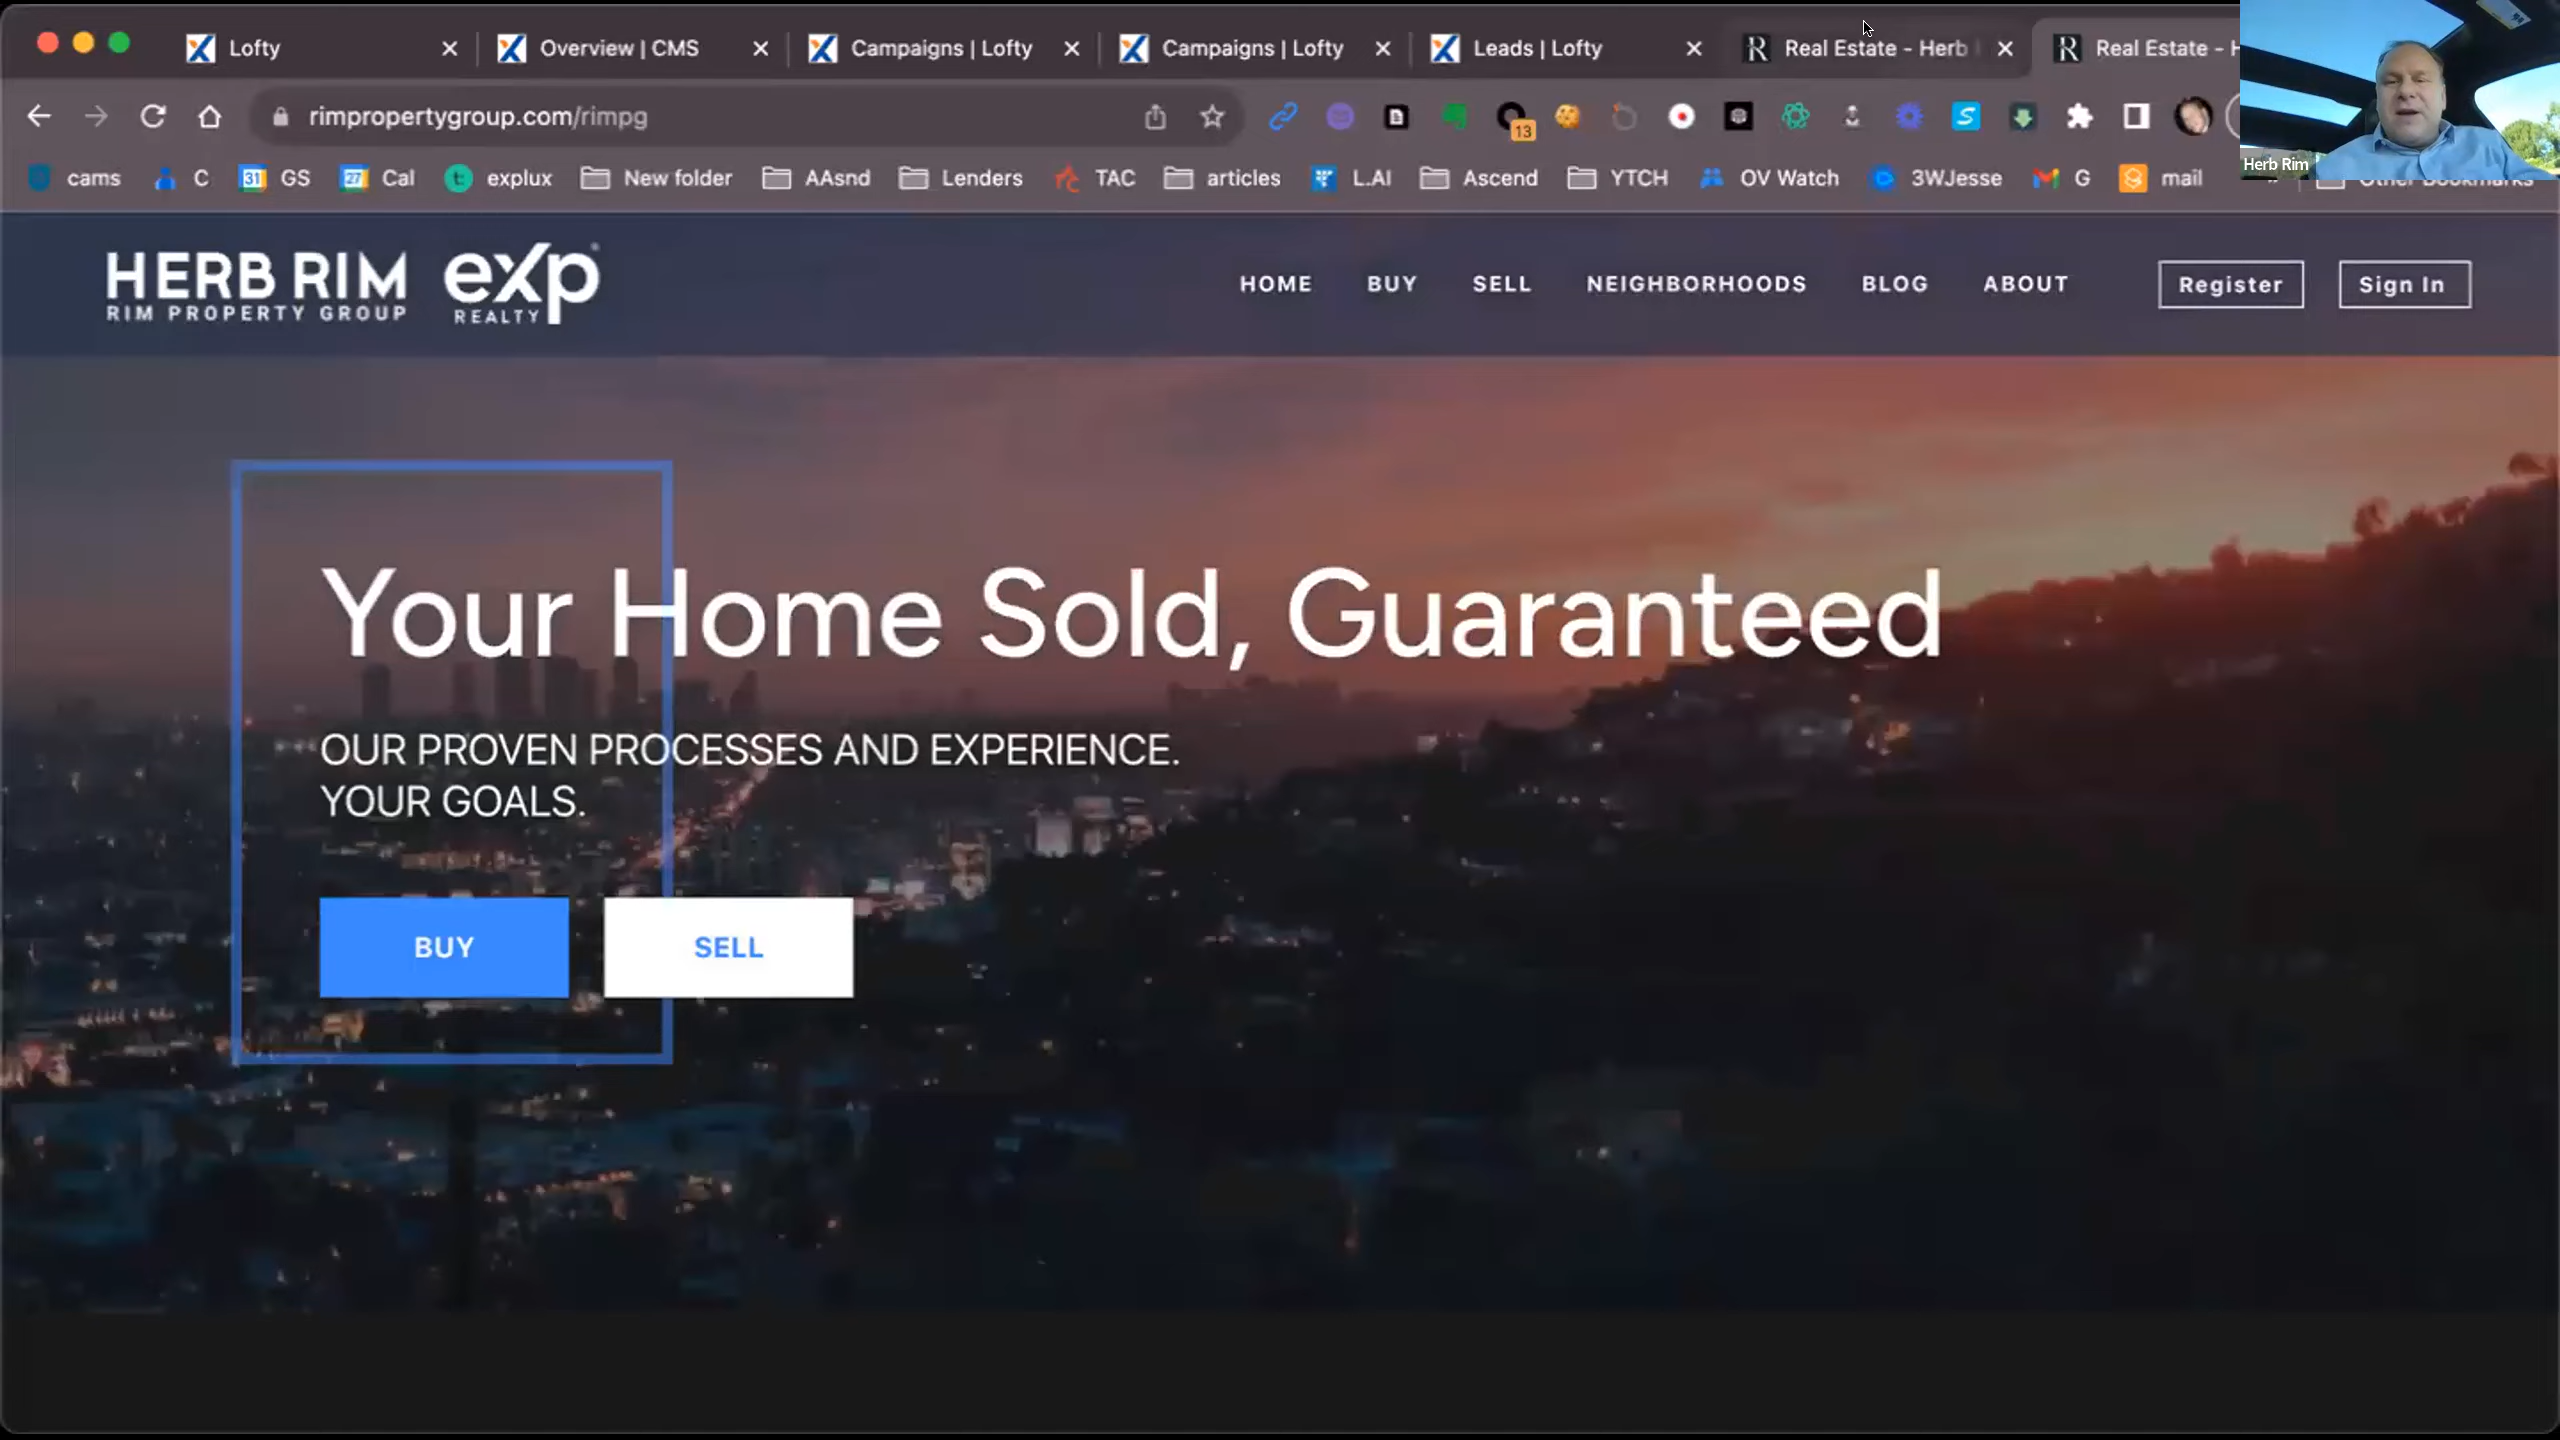 Lofty
Overview | CMS
Campaigns | Lofty
Campaigns | Lofty
Leads | Lofty
Real Estate - Herb
Real Estate - H
rimpropertygroup.com/rimpg
13
Herb Rim
cams
C
31
GS
27
Cal
explux
New folder
AAsnd
Lenders
TAC
articles
L.AI
Ascend
YTCH
OV Watch
3WJesse
G
mail
Other Bookmarks
HERB RIM
RIM PROPERTY GROUP
eXp
REALTY
HOME
BUY
SELL
NEIGHBORHOODS
BLOG
ABOUT
Register
Sign In
Your Home Sold, Guaranteed
OUR PROVEN PROCESSES AND EXPERIENCE.
YOUR GOALS.
BUY
SELL